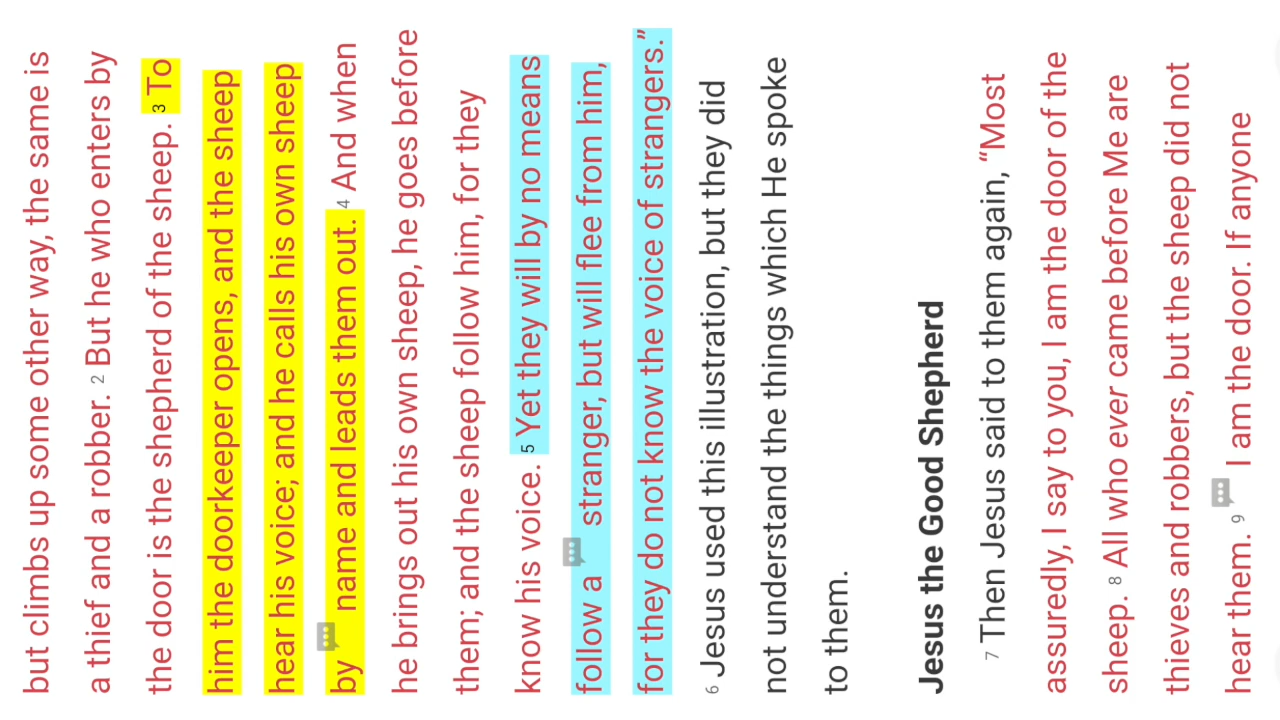 but climbs up some other way, the same is
a thief and a robber. 2 But he who enters by
the door is the shepherd of the sheep. 3 To
him the doorkeeper opens, and the sheep
hear his voice; and he calls his own sheep
by name and leads them out. 4 And when
he brings out his own sheep, he goes before
them; and the sheep follow him, for they
know his voice. 5 Yet they will by no means
follow a stranger, but will flee from him,
for they do not know the voice of strangers.”
6 Jesus used this illustration, but they did
not understand the things which He spoke
to them.
Jesus the Good Shepherd
7 Then Jesus said to them again, “Most
assuredly, I say to you, I am the door of the
sheep. 8 All who ever came before Me are
thieves and robbers, but the sheep did not
hear them. 9 I am the door. If anyone